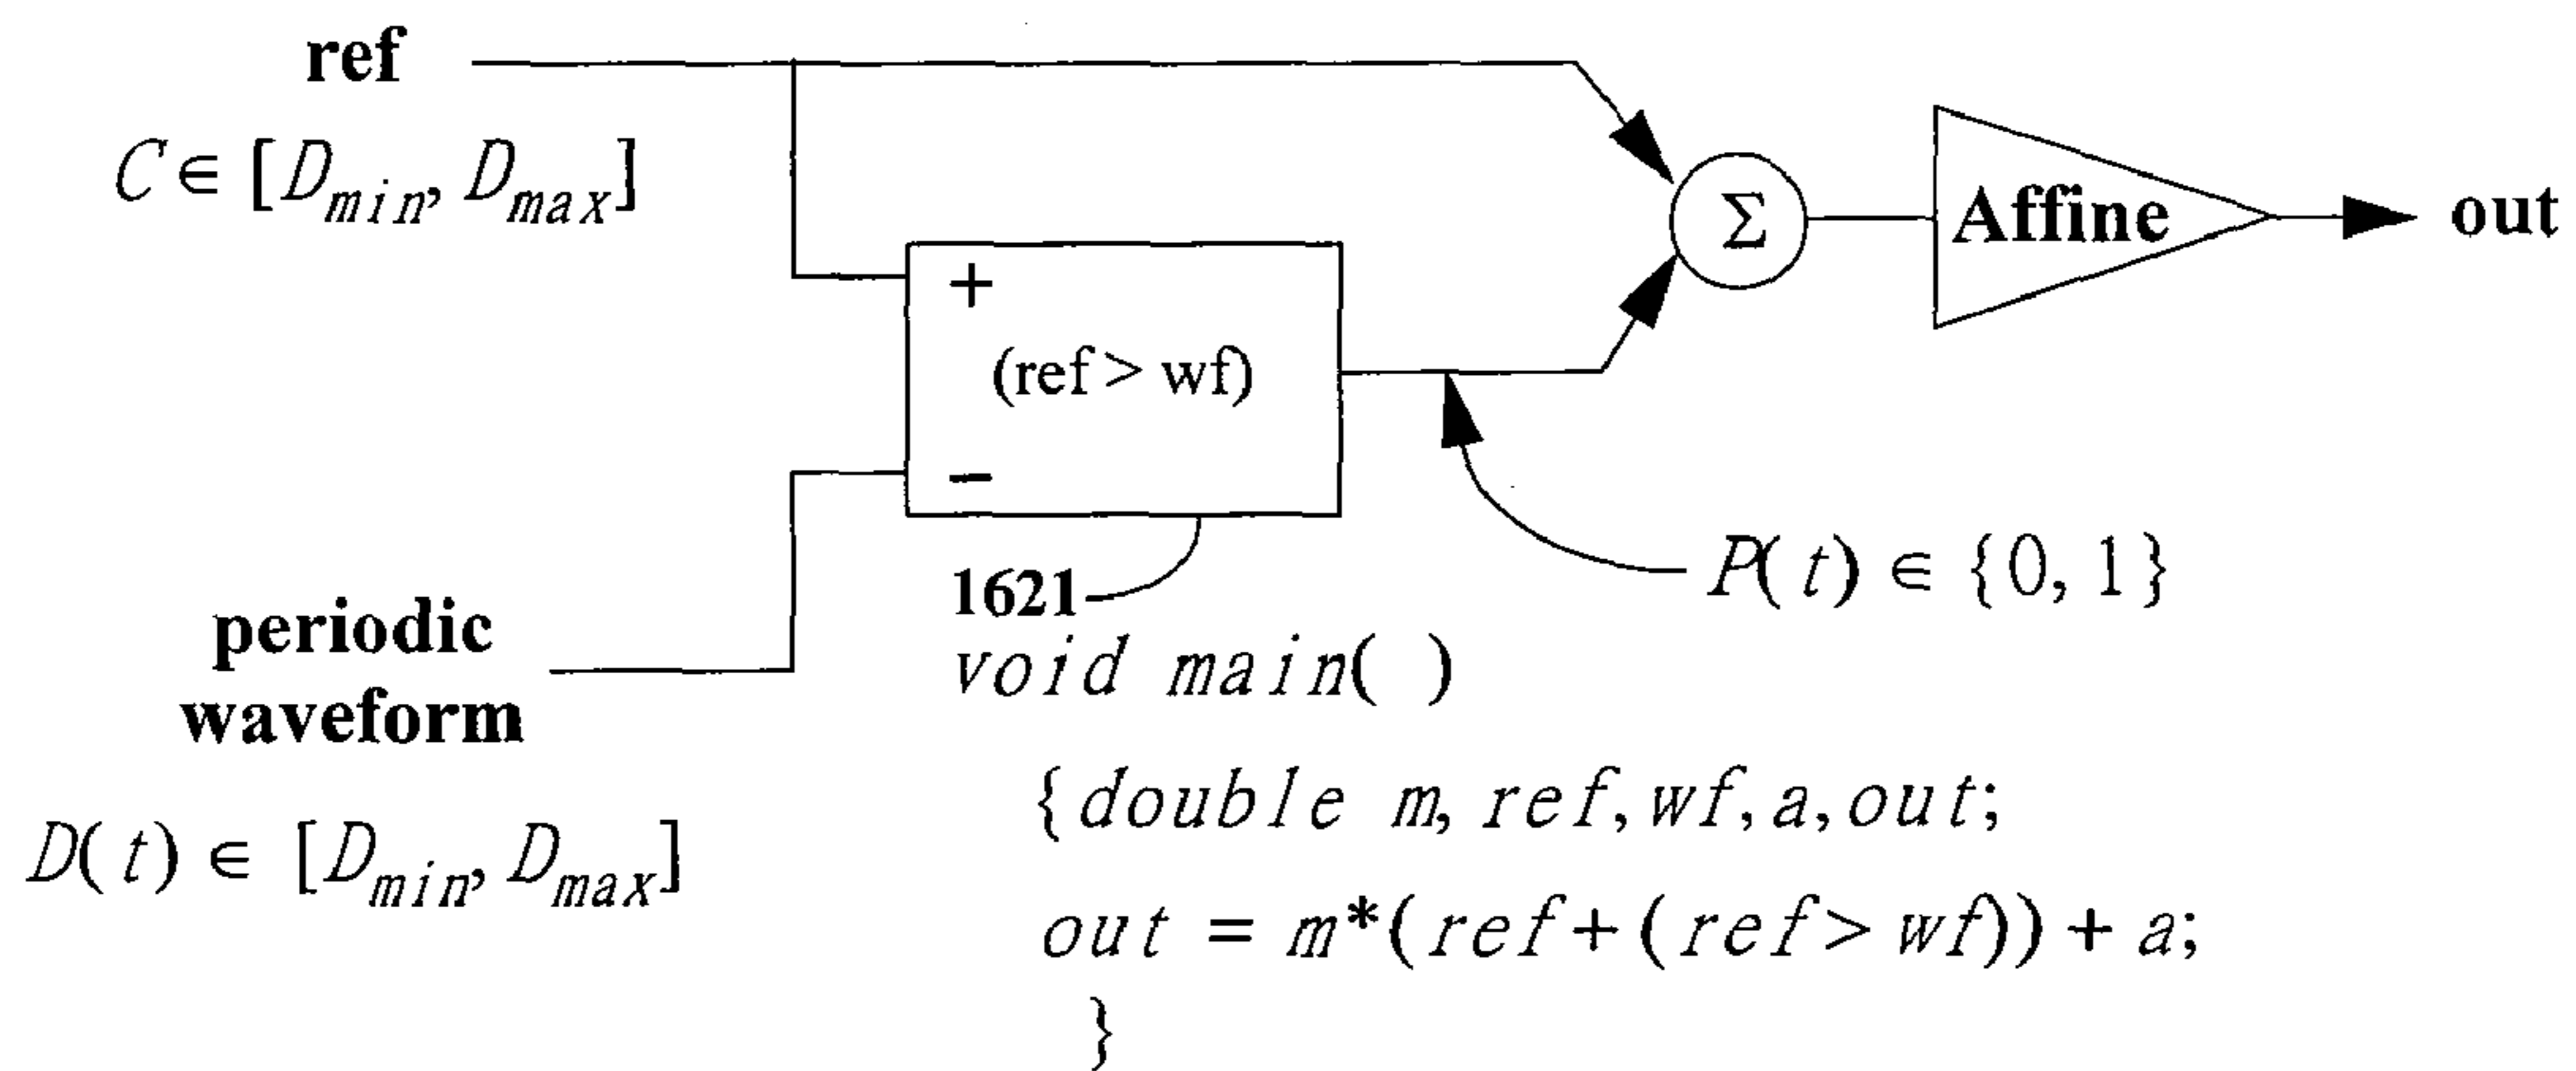 ref
C ∈ [D_min, D_max]
+
(ref > wf)
−
Σ
Affine
out
1621
P(t) ∈ {0, 1}
periodic
waveform
D(t) ∈ [D_min, D_max]
void main( )
{double m, ref, wf, a, out;
out = m*(ref + (ref > wf)) + a;
}